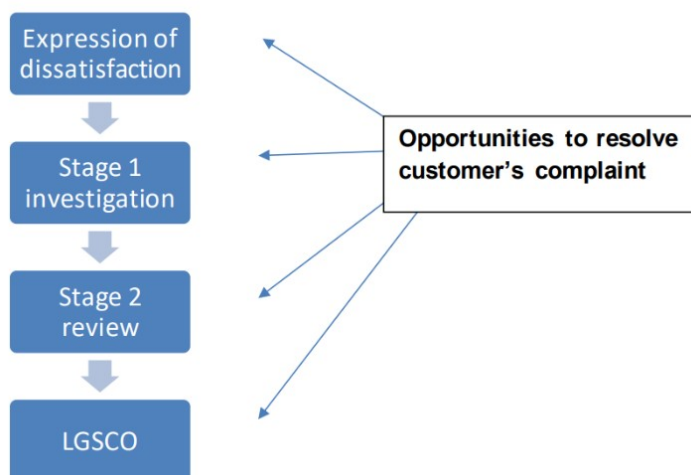 Expression of
dissatisfaction
Stage 1
investigation
Stage 2
review
LGSCO
Opportunities to resolve
customer’s complaint